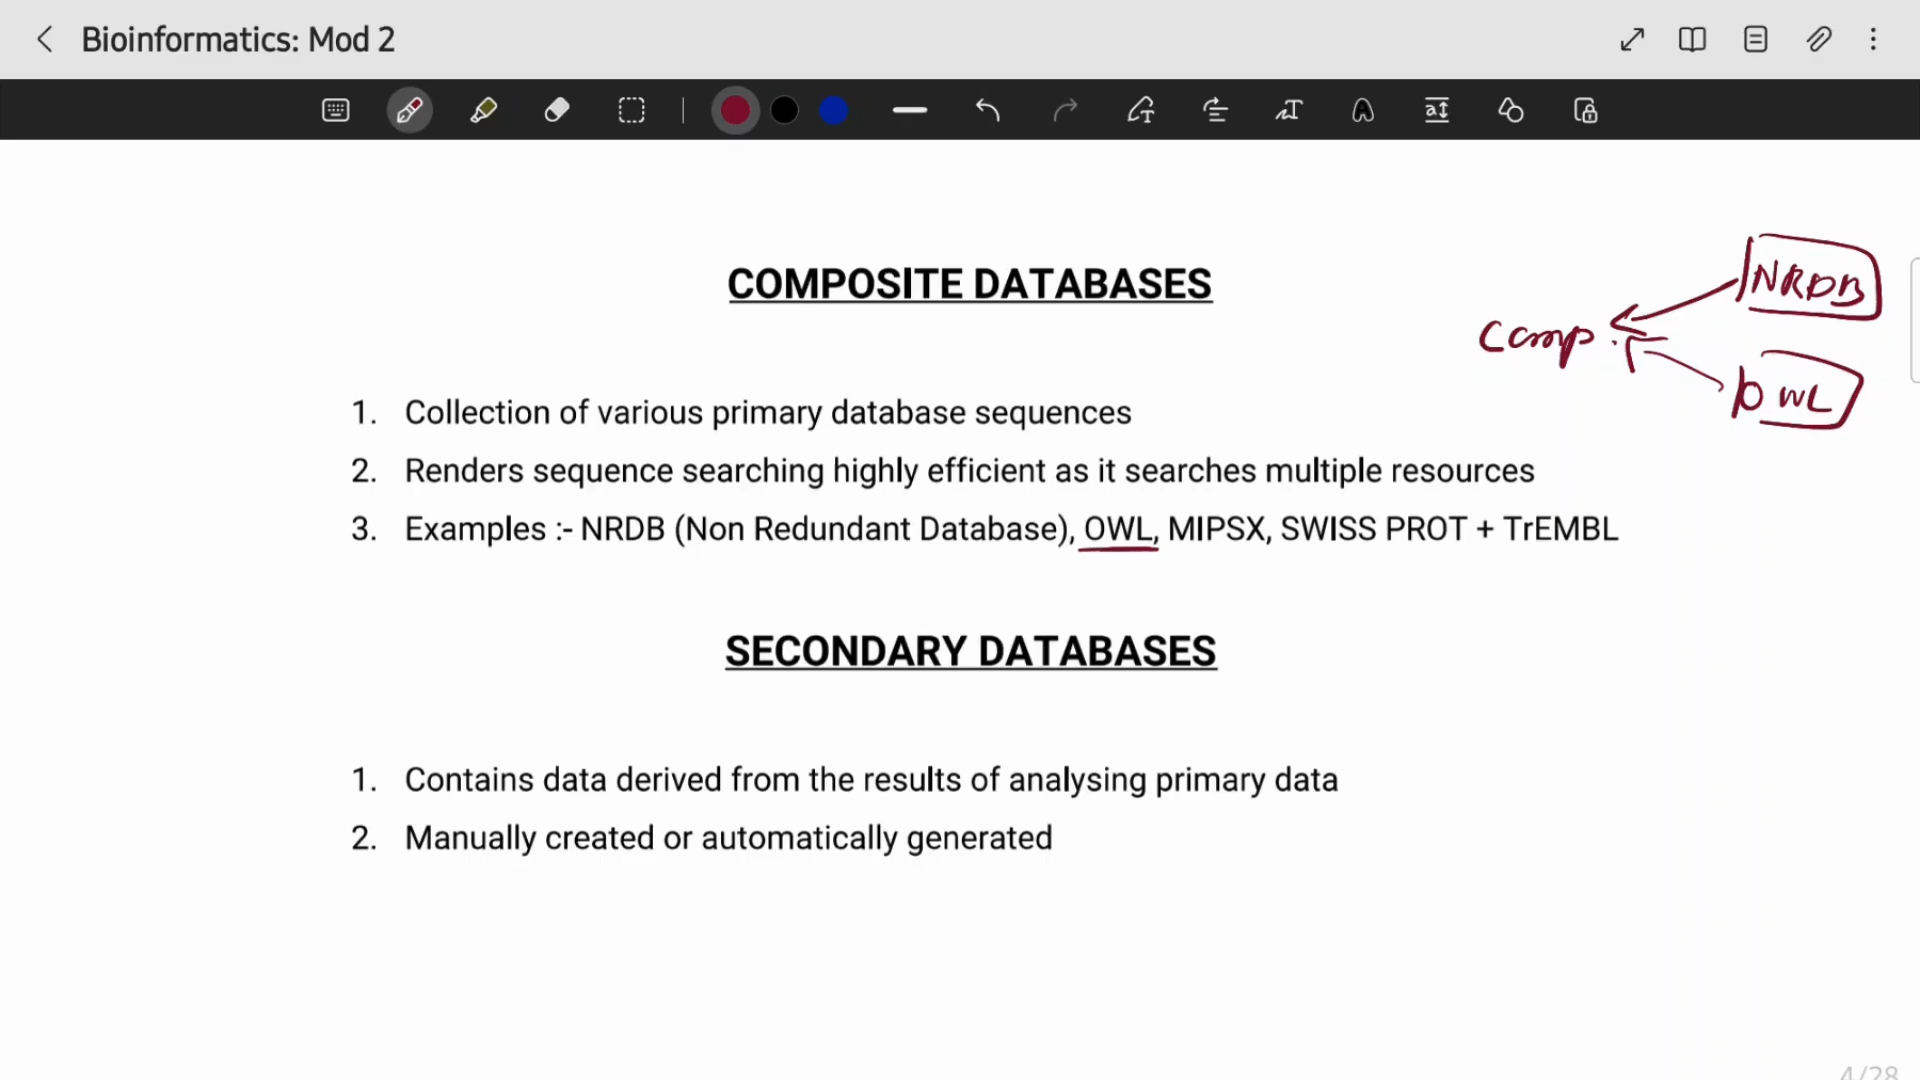 Bioinformatics: Mod 2
COMPOSITE DATABASES
NRDB
Comp.
OWL
1. Collection of various primary database sequences
2. Renders sequence searching highly efficient as it searches multiple resources
3. Examples :- NRDB (Non Redundant Database), OWL, MIPSX, SWISS PROT + TrEMBL
SECONDARY DATABASES
1. Contains data derived from the results of analysing primary data
2. Manually created or automatically generated
4/28